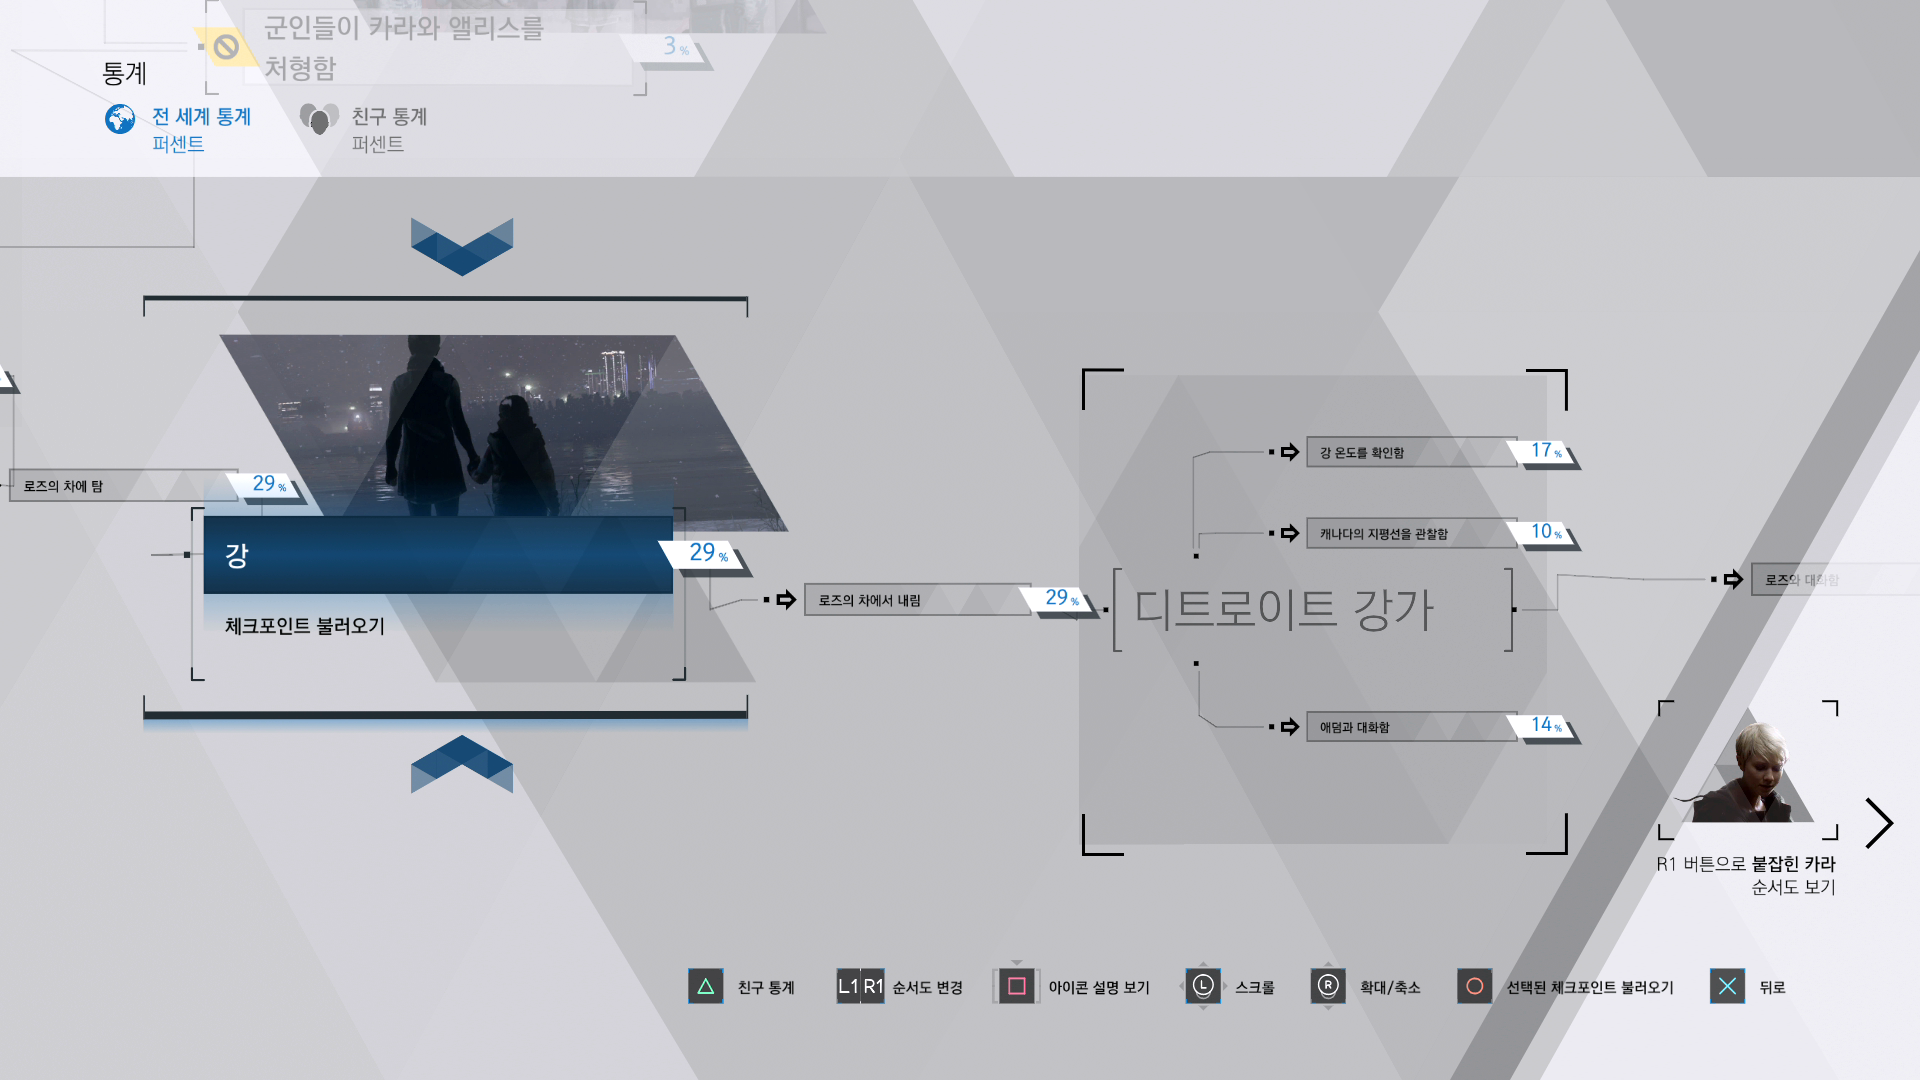 군인들이 카라와 앨리스를
처형함
3 %
통계
전 세계 통계
퍼센트
친구 통계
퍼센트
로즈의 차에 탐
29 %
강
29 %
체크포인트 불러오기
로즈의 차에서 내림
29 %
강 온도를 확인함
17 %
캐나다의 지평선을 관찰함
10 %
디트로이트 강가
애덤과 대화함
14 %
로즈와 대화함
R1 버튼으로 붙잡힌 카라
순서도 보기
친구 통계
L1 R1 순서도 변경
아이콘 설명 보기
L 스크롤
R 확대/축소
선택된 체크포인트 불러오기
뒤로